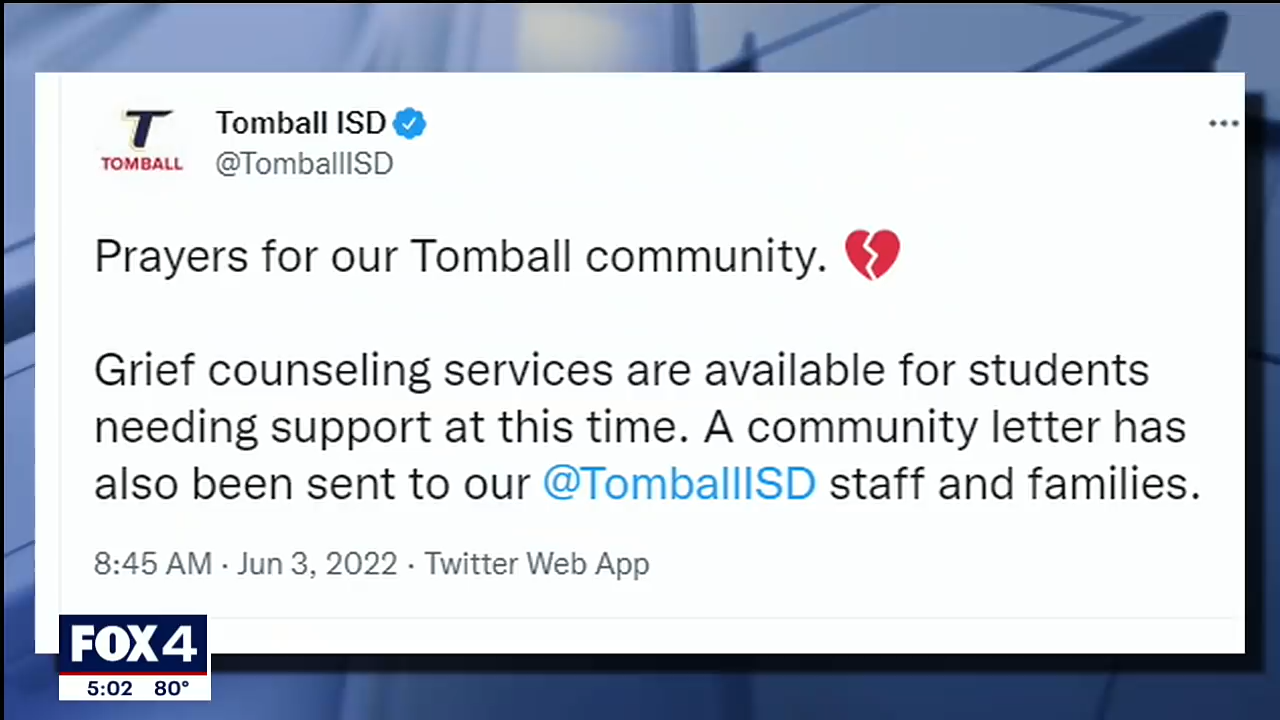 T
TOMBALL
Tomball ISD
@TomballISD
Prayers for our Tomball community. 💔
Grief counseling services are available for students
needing support at this time. A community letter has
also been sent to our @TomballISD staff and families.
8:45 AM · Jun 3, 2022 · Twitter Web App
FOX 4
5:02 80°